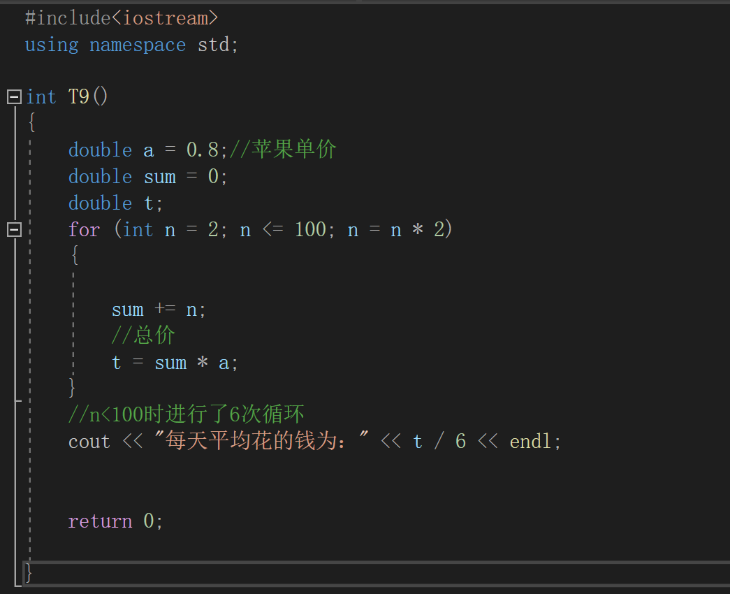 #include<iostream>
using namespace std;
int T9()
{
double a = 0.8;//苹果单价
double sum = 0;
double t;
for (int n = 2; n <= 100; n = n * 2)
{
sum += n;
//总价
t = sum * a;
}
//n<100时进行了6次循环
cout << "每天平均花的钱为：" << t / 6 << endl;
return 0;
}